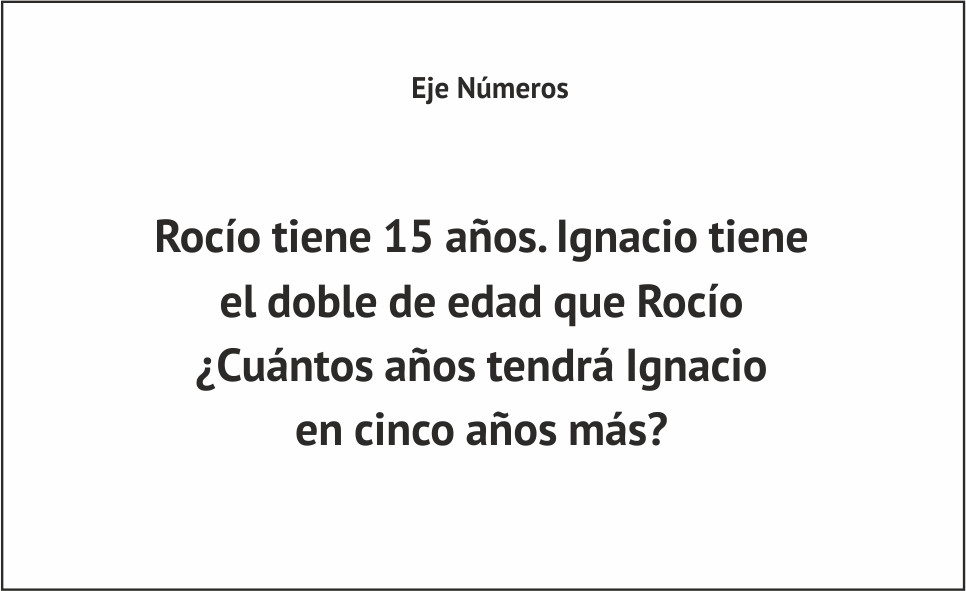 Eje Números
Rocío tiene 15 años. Ignacio tiene
el doble de edad que Rocío
¿Cuántos años tendrá Ignacio
en cinco años más?